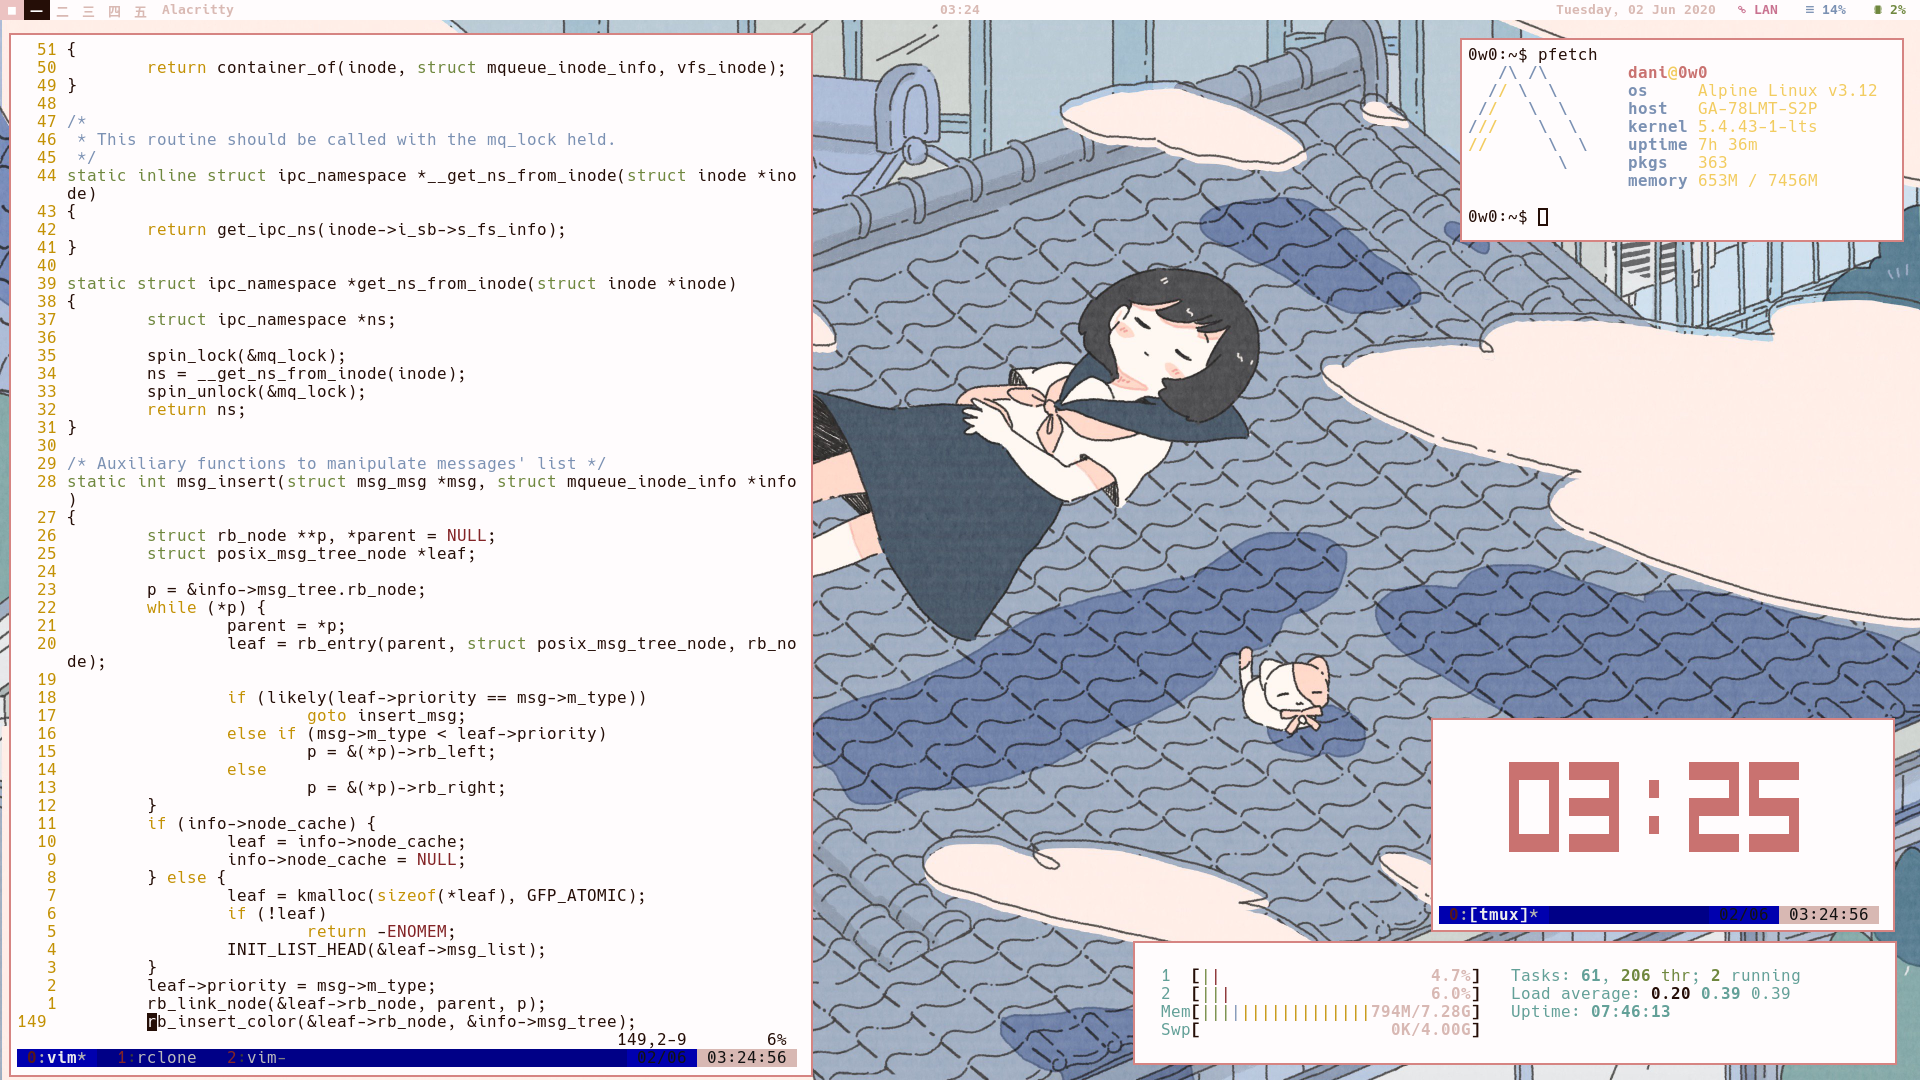 一 二 三 四 五 Alacritty 03:24 Tuesday, 02 Jun 2020 % LAN ≡ 14% 2%
51 {
50         return container_of(inode, struct mqueue_inode_info, vfs_inode);
49 }
48
47 /*
46  * This routine should be called with the mq_lock held.
45  */
44 static inline struct ipc_namespace *__get_ns_from_inode(struct inode *ino
de)
43 {
42         return get_ipc_ns(inode->i_sb->s_fs_info);
41 }
40
39 static struct ipc_namespace *get_ns_from_inode(struct inode *inode)
38 {
37         struct ipc_namespace *ns;
36
35         spin_lock(&mq_lock);
34         ns = __get_ns_from_inode(inode);
33         spin_unlock(&mq_lock);
32         return ns;
31 }
30
29 /* Auxiliary functions to manipulate messages' list */
28 static int msg_insert(struct msg_msg *msg, struct mqueue_inode_info *info
)
27 {
26         struct rb_node **p, *parent = NULL;
25         struct posix_msg_tree_node *leaf;
24
23         p = &info->msg_tree.rb_node;
22         while (*p) {
21                 parent = *p;
20                 leaf = rb_entry(parent, struct posix_msg_tree_node, rb_no
de);
19
18                 if (likely(leaf->priority == msg->m_type))
17                         goto insert_msg;
16                 else if (msg->m_type < leaf->priority)
15                         p = &(*p)->rb_left;
14                 else
13                         p = &(*p)->rb_right;
12         }
11         if (info->node_cache) {
10                 leaf = info->node_cache;
9                 info->node_cache = NULL;
8         } else {
7                 leaf = kmalloc(sizeof(*leaf), GFP_ATOMIC);
6                 if (!leaf)
5                         return -ENOMEM;
4                 INIT_LIST_HEAD(&leaf->msg_list);
3         }
2         leaf->priority = msg->m_type;
1         rb_link_node(&leaf->rb_node, parent, p);
149         rb_insert_color(&leaf->rb_node, &info->msg_tree);
149,2-9 6%
0:vim* 1:rclone 2:vim- 02/06 03:24:56
0w0:~$ pfetch
dani@0w0
os Alpine Linux v3.12
host GA-78LMT-S2P
kernel 5.4.43-1-lts
uptime 7h 36m
pkgs 363
memory 653M / 7456M
0w0:~$
03:25
0:[tmux]* 02/06 03:24:56
1 [|| 4.7%] Tasks: 61, 206 thr; 2 running
2 [||| 6.0%] Load average: 0.20 0.39 0.39
Mem[|||||||||||||||||794M/7.28G] Uptime: 07:46:13
Swp[ 0K/4.00G]